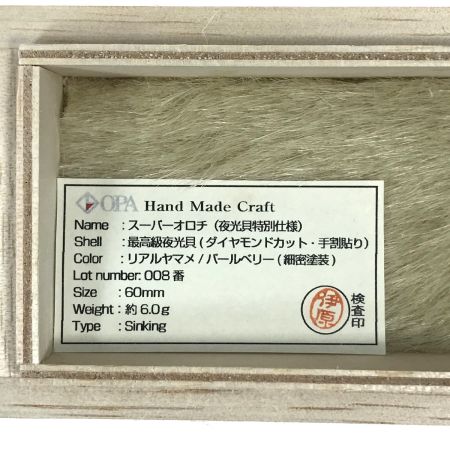 OPA Hand Made Craft
Name : スーパーオロチ（夜光貝特別仕様）
Shell : 最高級夜光貝（ダイヤモンドカット・手割貼り）
Color : リアルヤマメ/パールベリー（細密塗装）
Lot number: 008番
Size : 60mm
Weight: 約6.0g
Type : Sinking
伊原
検査印